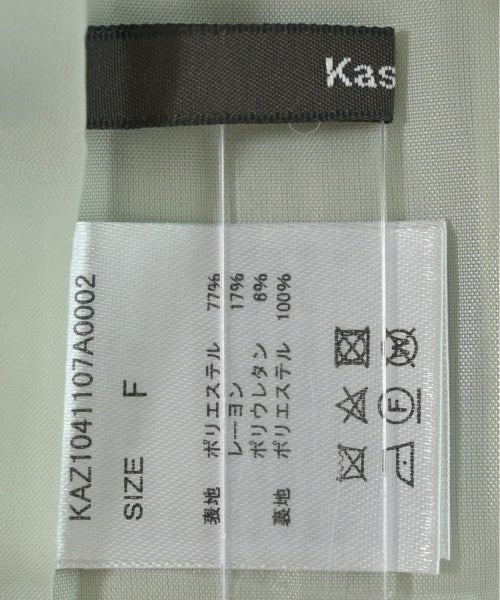 Kas
KAZ1041107A0002
SIZE F
表地 ポリエステル 77%
レーヨン 17%
ポリウレタン 6%
裏地 ポリエステル 100%
F
W